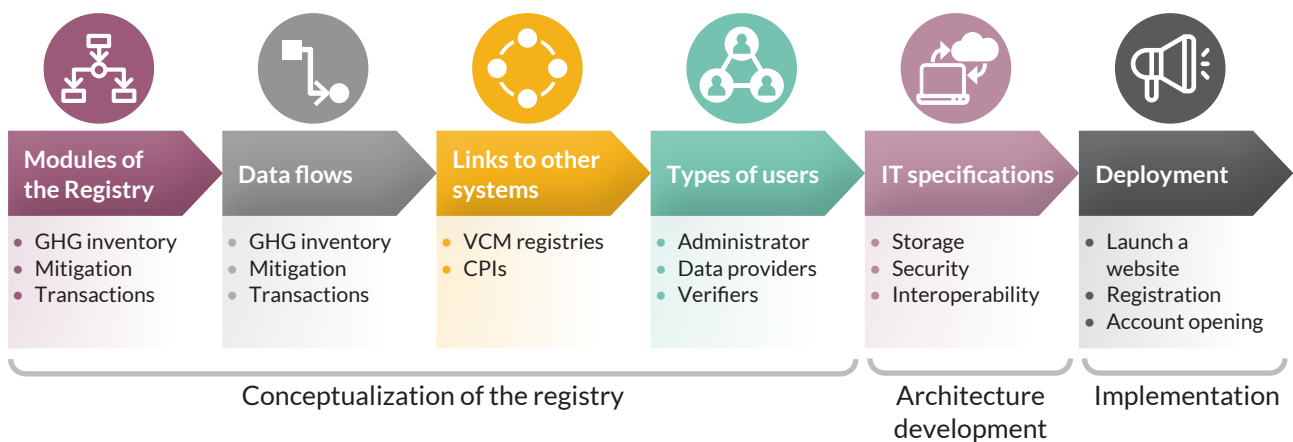 Modules of
the Registry
Data flows
Links to other
systems
Types of users
IT specifications
Deployment
• GHG inventory
• Mitigation
• Transactions
• GHG inventory
• Mitigation
• Transactions
• VCM registries
• CPIs
• Administrator
• Data providers
• Verifiers
• Storage
• Security
• Interoperability
• Launch a
website
• Registration
• Account opening
Conceptualization of the registry
Architecture
development
Implementation